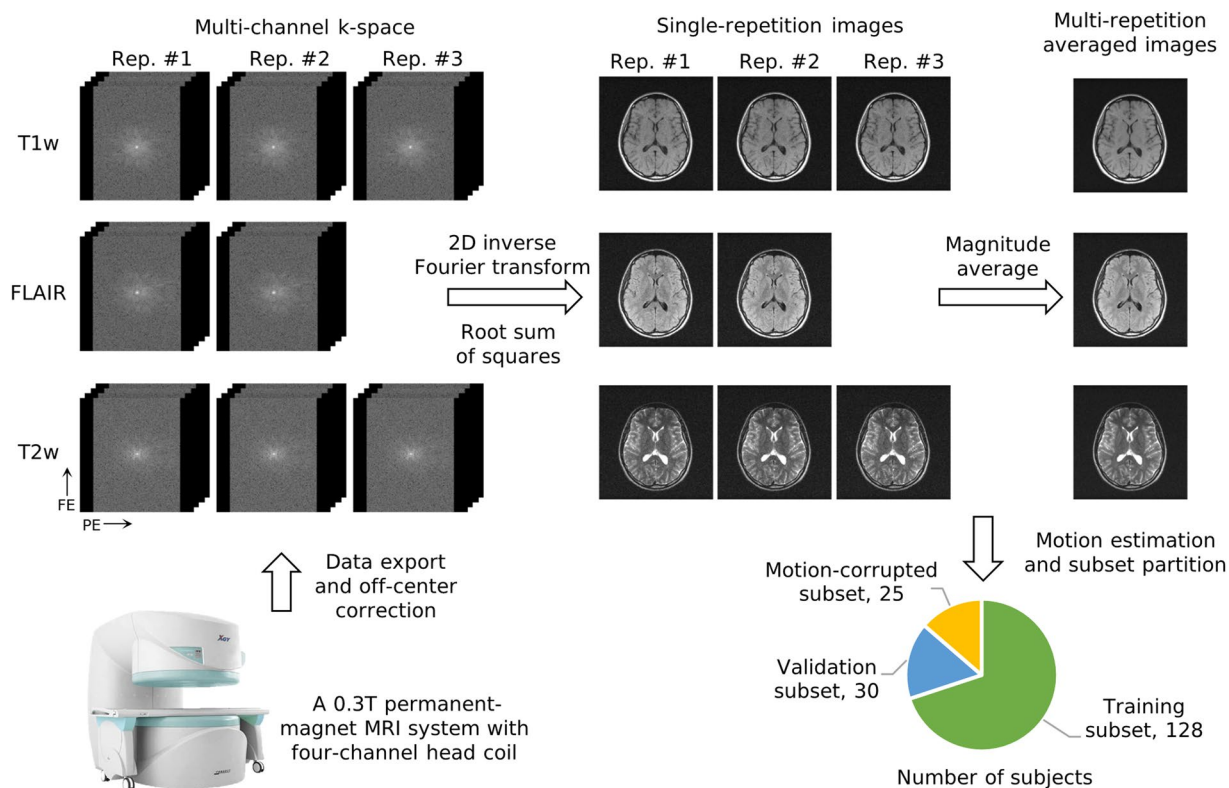 Multi-channel k-space
Rep. #1
Rep. #2
Rep. #3
Single-repetition images
Rep. #1
Rep. #2
Rep. #3
Multi-repetition
averaged images
T1w
FLAIR
T2w
FE
PE
2D inverse
Fourier transform
Root sum
of squares
Magnitude
average
Data export
and off-center
correction
A 0.3T permanent-
magnet MRI system with
four-channel head coil
Motion estimation
and subset partition
Motion-corrupted
subset, 25
Validation
subset, 30
Training
subset, 128
Number of subjects